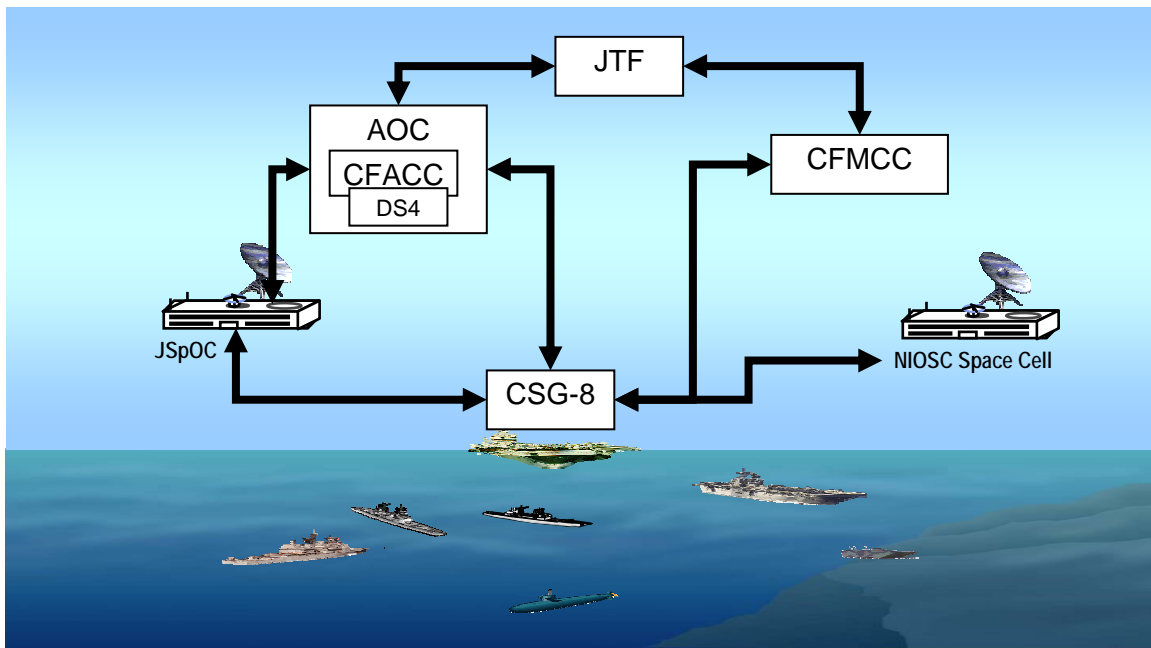 JTF
AOC
CFACC
DS4
CFMCC
JSpOC
NIOSC Space Cell
CSG-8